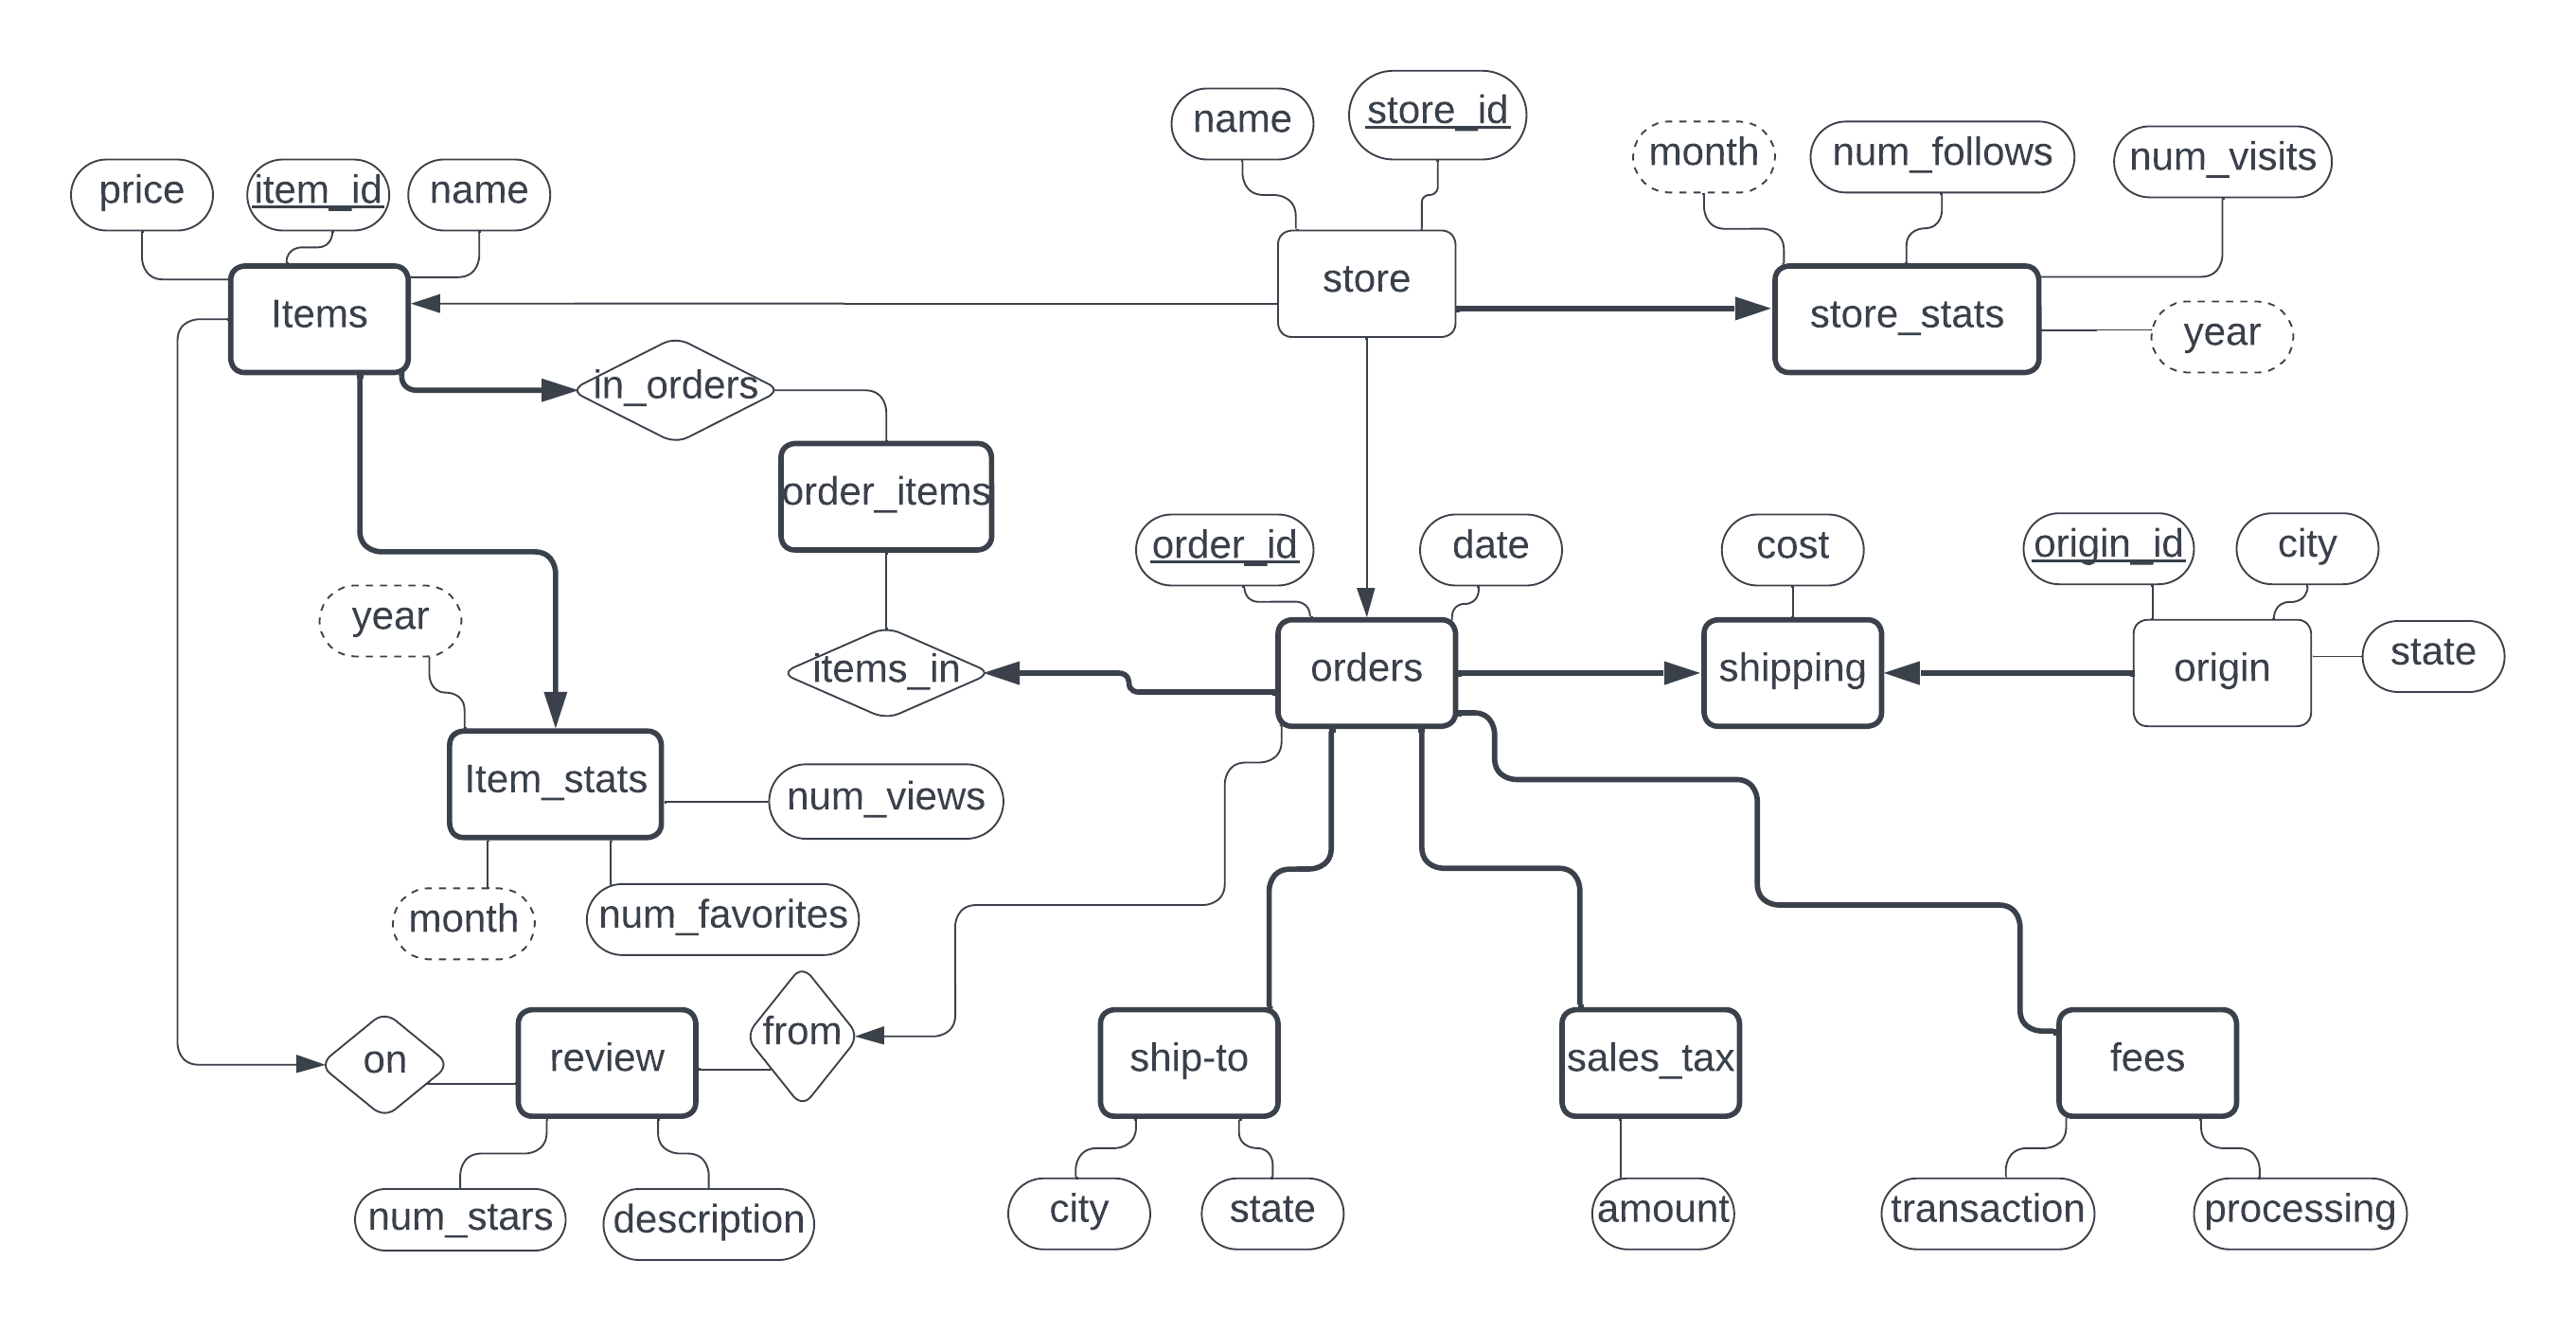 name
store_id
month
num_follows
num_visits
price
item_id
name
store
Items
store_stats
year
in_orders
order_items
order_id
date
cost
origin_id
city
year
items_in
orders
shipping
origin
state
Item_stats
num_views
month
num_favorites
on
review
from
ship-to
sales_tax
fees
num_stars
description
city
state
amount
transaction
processing